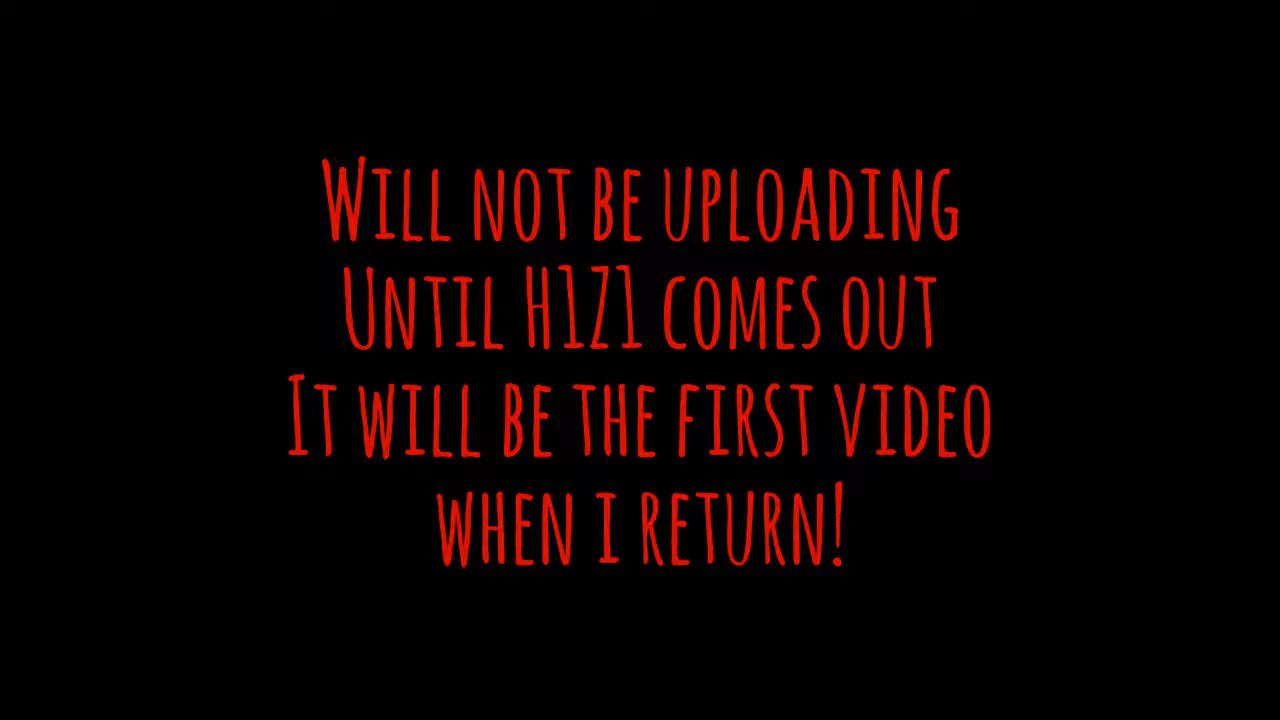 Will not be uploading
Until H1Z1 comes out
It will be the first video
when i return!